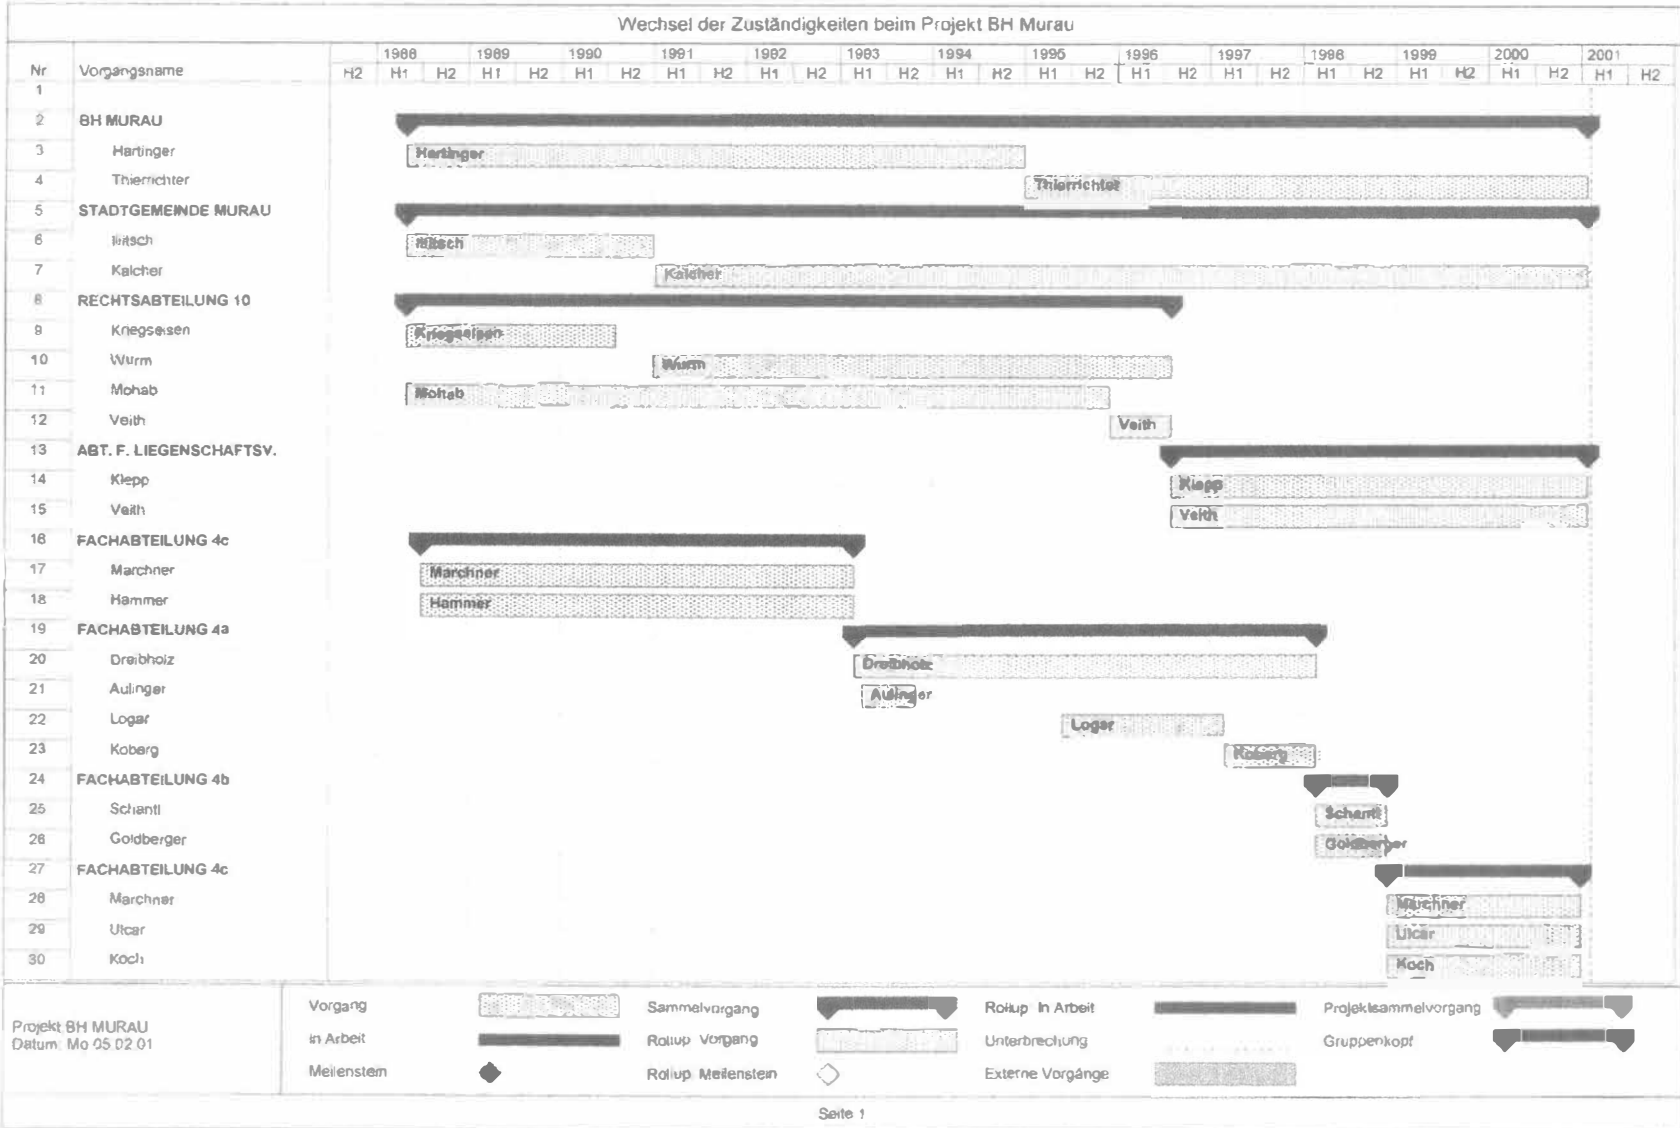 Wechsel der Zuständigkeiten beim Projekt BH Murau
1988 1989 1990 1991 1992 1993 1994 1995 1996 1997 1998 1999 2000 2001
Nr Vorgangsname H2 H1 H2 H1 H2 H1 H2 H1 H2 H1 H2 H1 H2 H1 H2 H1 H2 H1 H2 H1 H2 H1 H2 H1 H2 H1 H2 H1 H2
1
2 BH MURAU
3 Hartinger Hartinger
4 Thierrichter Thierrichter
5 STADTGEMEINDE MURAU
6
7 Kalcher Kalcher
8 RECHTSABTEILUNG 10
9 Kriegseisen Kriegseisen
10 Wurm Wurm
11 Mohab Mohab
12 Veith Veith
13 ABT. F. LIEGENSCHAFTSV.
14 Klepp Klepp
15 Veith Veith
16 FACHABTEILUNG 4c
17 Marchner Marchner
18 Hammer Hammer
19 FACHABTEILUNG 4a
20 Dreibholz Dreibholz
21 Aulinger Aulinger
22 Logar Logar
23 Koberg Koberg
24 FACHABTEILUNG 4b
25 Schantl Schantl
26 Goldberger Goldberger
27 FACHABTEILUNG 4c
28 Marchner Marchner
29 Ulcar Ulcar
30 Koch Koch
Projekt BH MURAU
Datum: Mo 05.02.01
Vorgang Sammelvorgang Rollup In Arbeit Projektsammelvorgang
in Arbeit Rollup Vorgang Unterbrechung Gruppenkopf
Meilenstein Rollup Meilenstein Externe Vorgänge
Seite 1